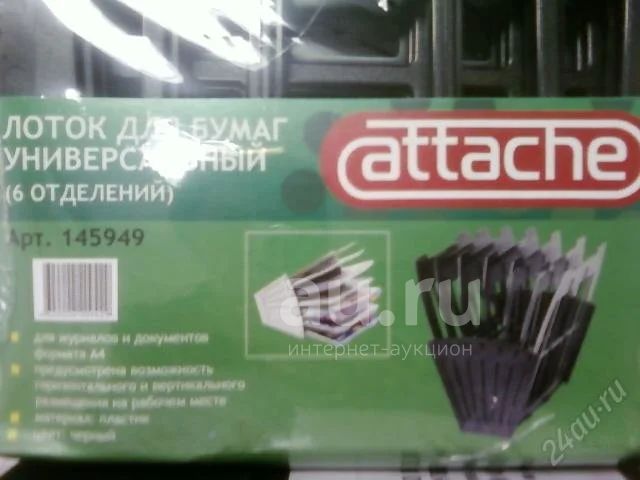 ЛОТОК ДЛЯ БУМАГ
УНИВЕРСАЛЬНЫЙ
(6 ОТДЕЛЕНИЙ)
attache
Арт. 145949
для журналов и документов
формата А4
предусмотрена возможность
горизонтального и вертикального
размещения на рабочем месте
материал: пластик
цвет: черный
au.ru
интернет-аукцион
24au.ru